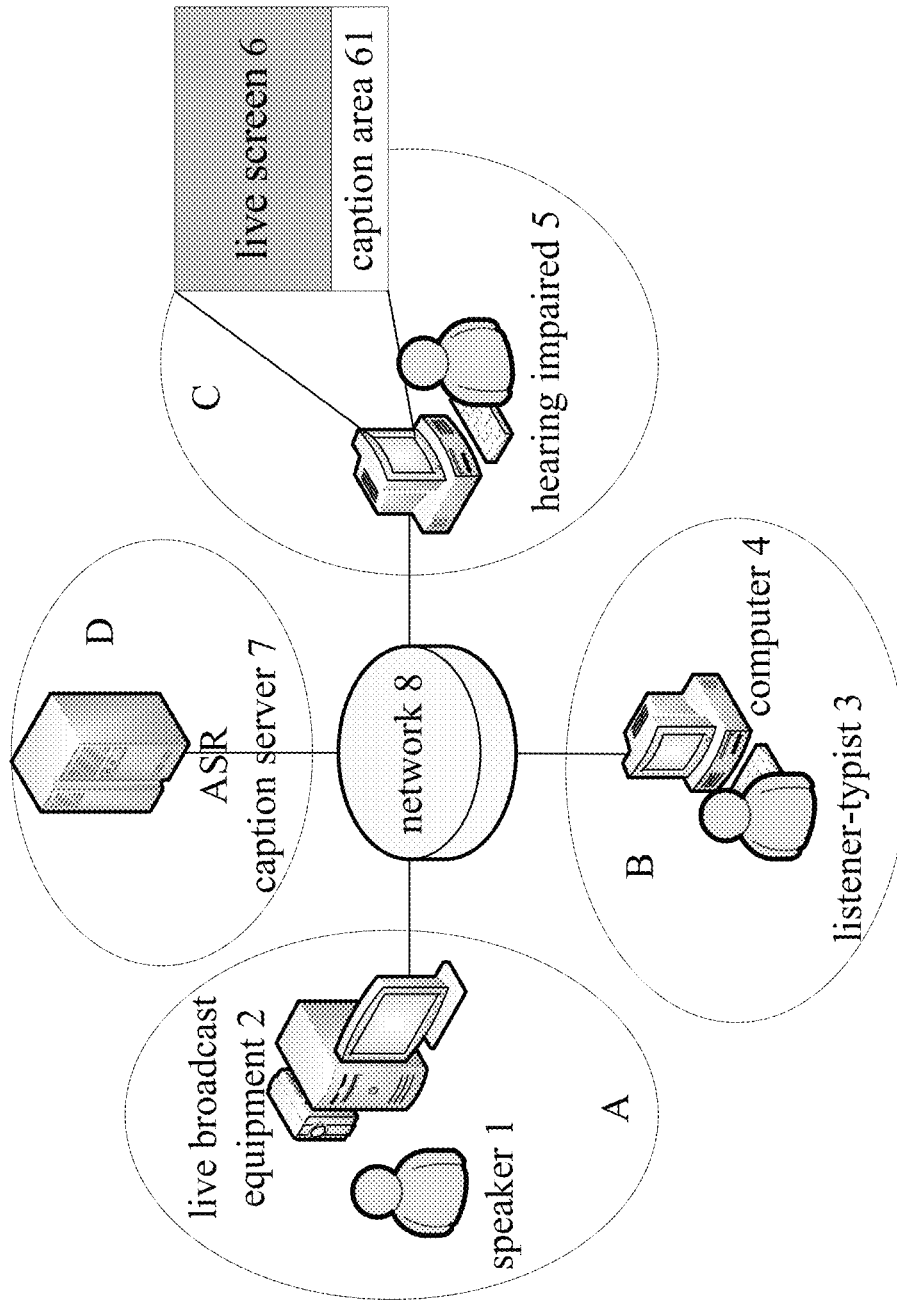 live broadcast
equipment 2
speaker 1
A
D
ASR
caption server 7
network 8
B
computer 4
listener-typist 3
C
hearing impaired 5
live screen 6
caption area 61